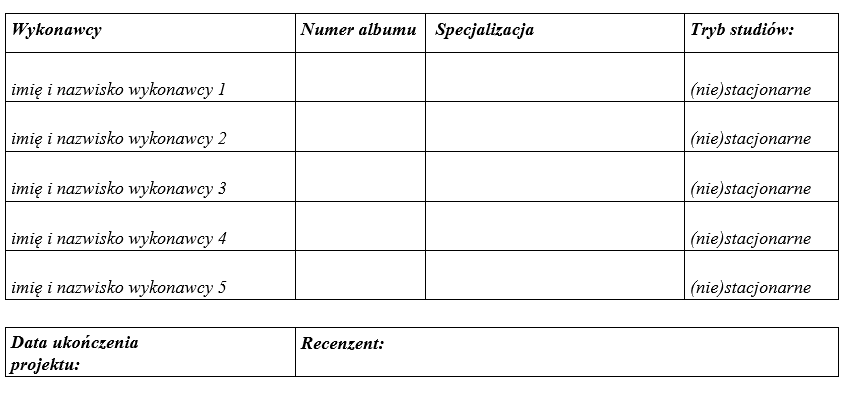 Wykonawcy Numer albumu Specjalizacja Tryb studiów:
imię i nazwisko wykonawcy 1 (nie)stacjonarne
imię i nazwisko wykonawcy 2 (nie)stacjonarne
imię i nazwisko wykonawcy 3 (nie)stacjonarne
imię i nazwisko wykonawcy 4 (nie)stacjonarne
imię i nazwisko wykonawcy 5 (nie)stacjonarne
Data ukończenia
projektu:
Recenzent: